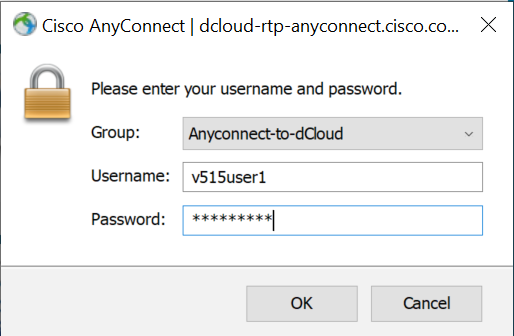 Cisco AnyConnect | dcloud-rtp-anyconnect.cisco.co...
Please enter your username and password.
Group: Anyconnect-to-dCloud
Username: v515user1
Password: *********
OK Cancel